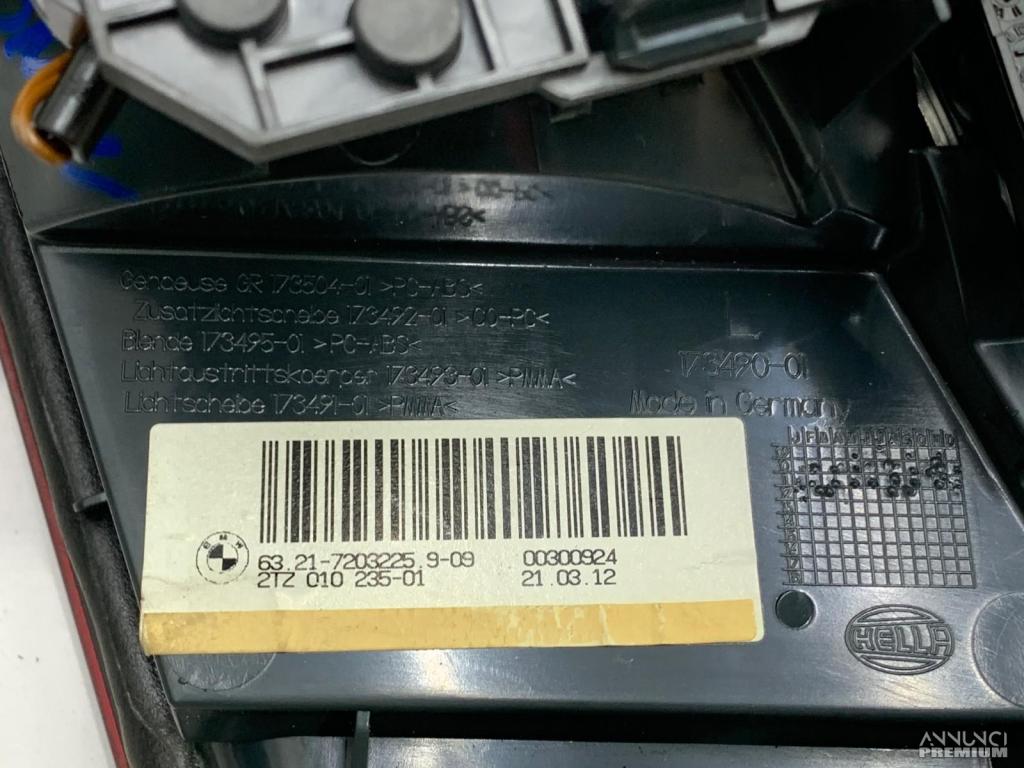 Gehaeuse GR 173504-01 >PC-ABS<
Zusatzlichtscheibe 173492-01 >CO-PC<
Blende 173495-01 >PC-ABS<
Lichtaustrittskoerper 173493-01 >PMMA<
Lichtscheibe 173491-01 >PMMA<
L
173490-01
Made in Germany
BMW
63.21-7203225.9-09 00300924
2TZ 010 235-01 21.03.12
HELLA
ANNUNCI
PREMIUM